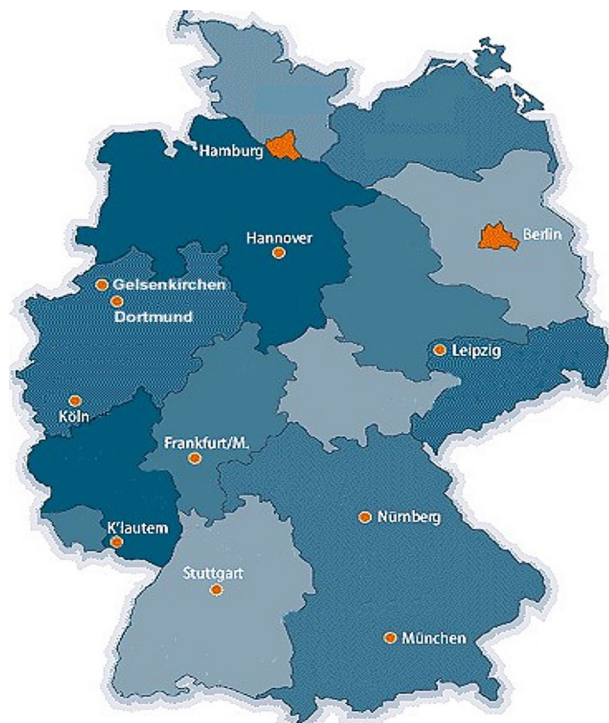 Hamburg
Berlin
Hannover
Gelsenkirchen
Dortmund
Leipzig
Köln
Frankfurt/M.
Nürnberg
K'lautern
Stuttgart
München